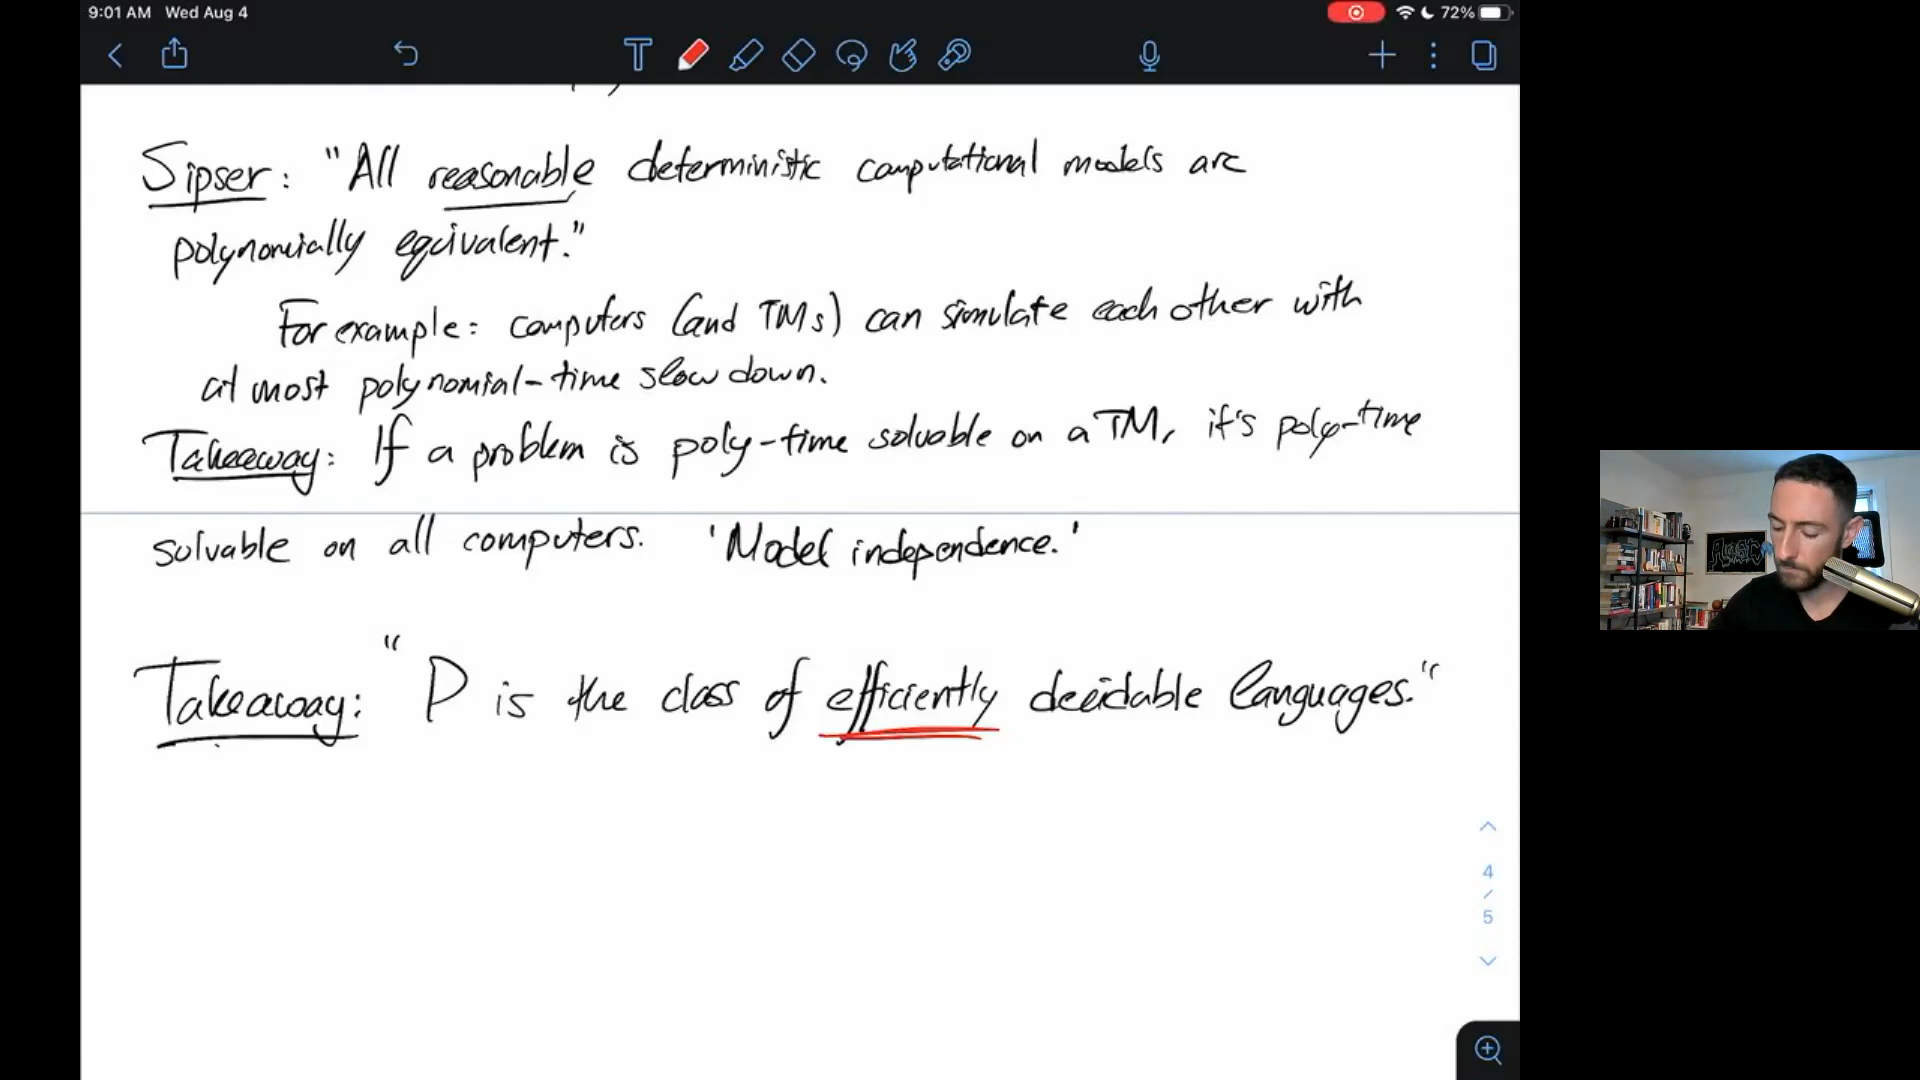 9:01 AM Wed Aug 4
72%
T
Sipser: "All reasonable deterministic computational models are
polynomially equivalent."
For example: computers (and TMs) can simulate each other with
at most polynomial-time slowdown.
Takeaway: If a problem is poly-time solvable on a TM, it's poly-time
solvable on all computers. 'Model independence.'
Takeaway: "P is the class of efficiently decidable languages."
4
/
5